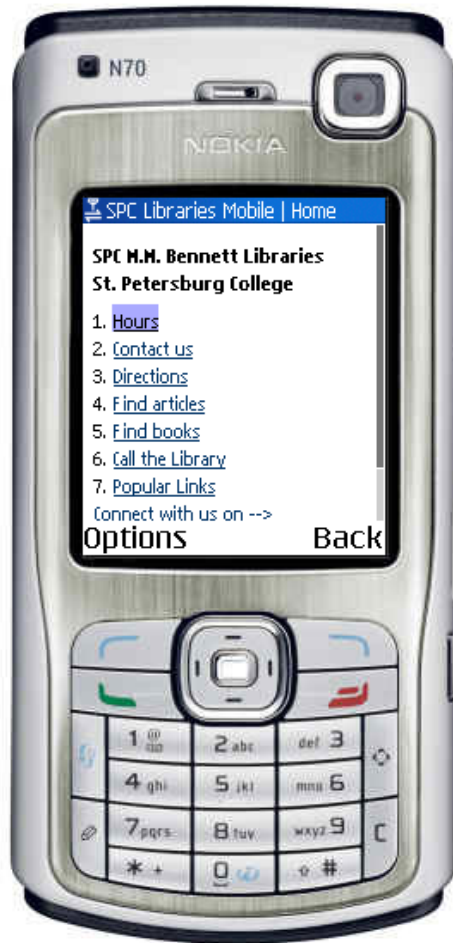 N70
NOKIA
SPC Libraries Mobile | Home
SPC M.M. Bennett Libraries
St. Petersburg College
1. Hours
2. Contact us
3. Directions
4. Find articles
5. Find books
6. Call the Library
7. Popular Links
Connect with us on -->
Options Back
1 @
2 abc
def 3
4 ghi
5 jkl
mno 6
7 pqrs
8 tuv
wxyz 9
* +
0
#
C